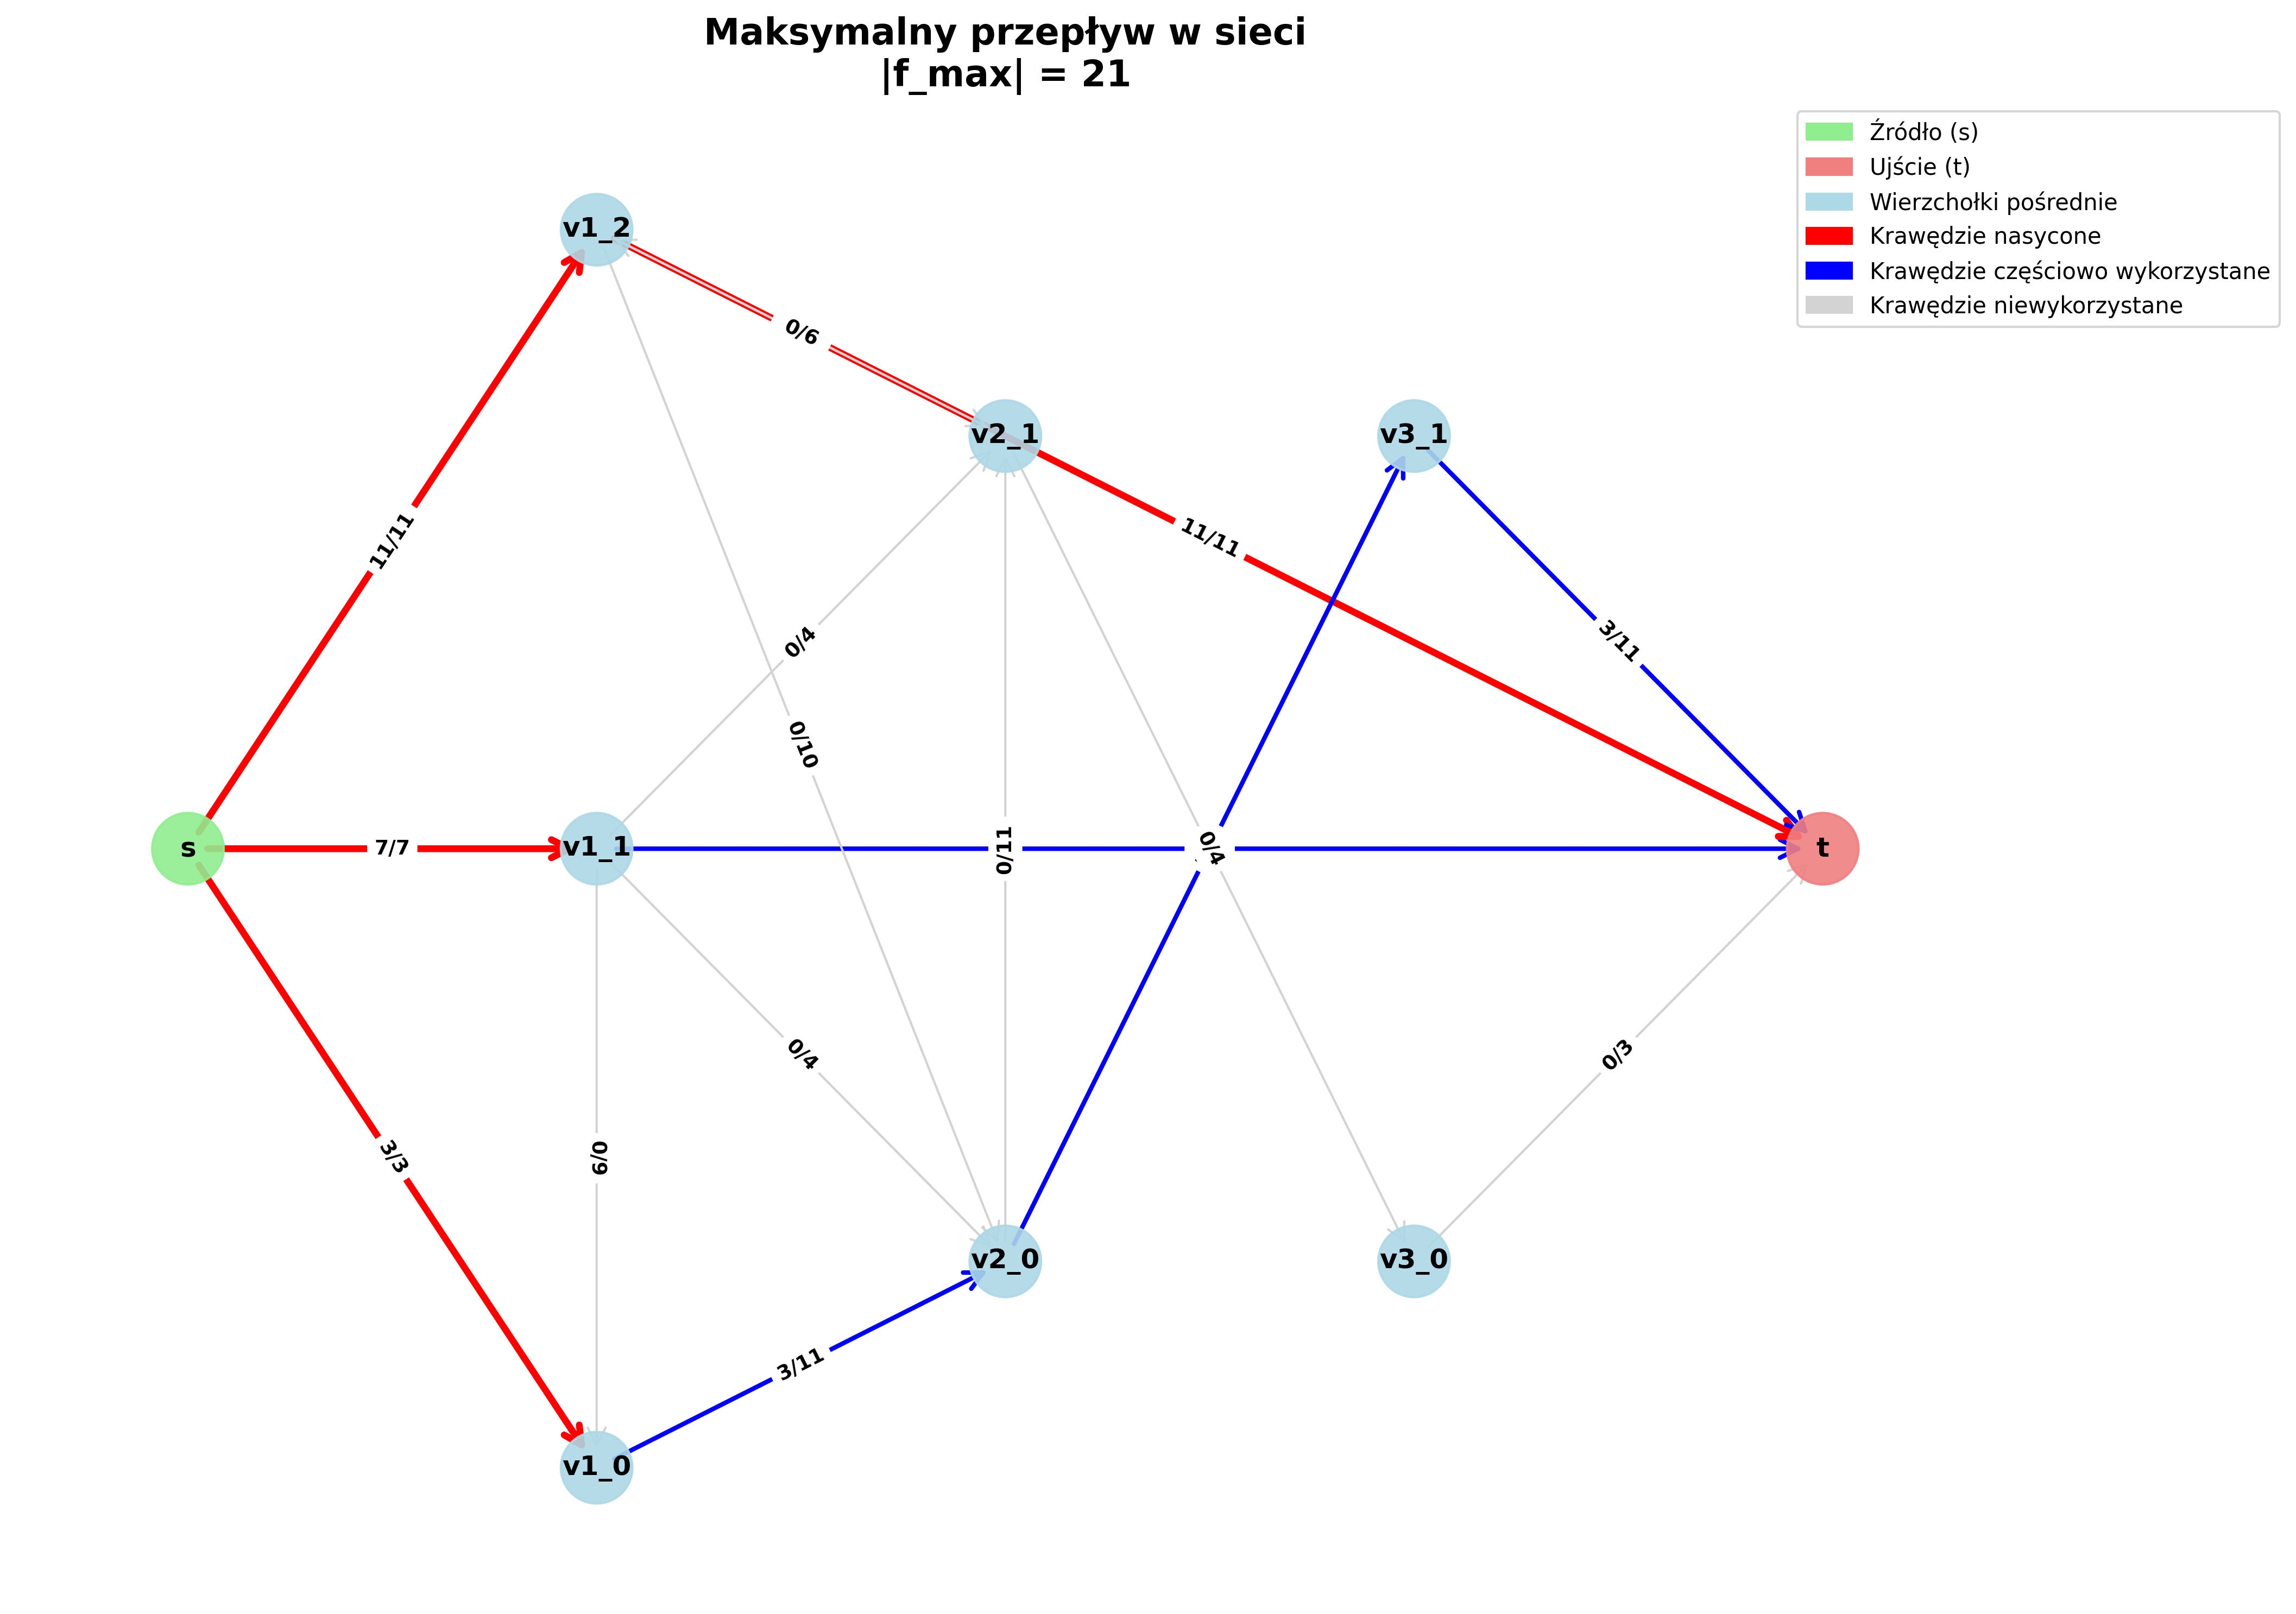 Maksymalny przepływ w sieci
|f_max| = 21
Źródło (s)
Ujście (t)
Wierzchołki pośrednie
Krawędzie nasycone
Krawędzie częściowo wykorzystane
Krawędzie niewykorzystane
v1_2
0/6
v2_1
v3_1
11/11
11/11
0/4
3/11
0/10
s
7/7
v1_1
0/11
0/4
t
0/4
0/3
3/3
6/0
v2_0
v3_0
3/11
v1_0